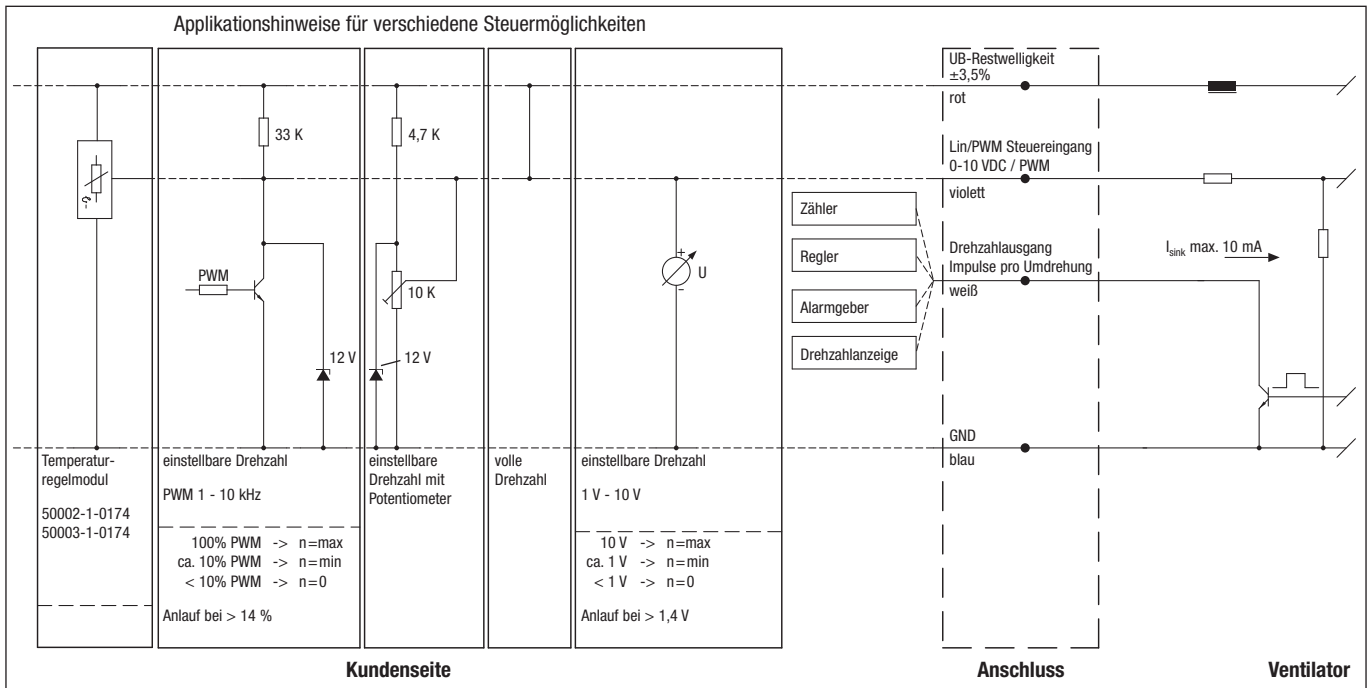 Applikationshinweise für verschiedene Steuermöglichkeiten
33 K
PWM
12 V
4,7 K
10 K
12 V
+
U
−
Zähler
Regler
Alarmgeber
Drehzahlanzeige
UB-Restwelligkeit
±3,5%
rot
Lin/PWM Steuereingang
0-10 VDC / PWM
violett
Drehzahlausgang
Impulse pro Umdrehung
weiß
GND
blau
Isink max. 10 mA
Temperatur-
regelmodul
50002-1-0174
50003-1-0174
einstellbare Drehzahl
PWM 1 - 10 kHz
100% PWM -> n=max
ca. 10% PWM -> n=min
< 10% PWM -> n=0
Anlauf bei > 14 %
einstellbare
Drehzahl mit
Potentiometer
volle
Drehzahl
einstellbare Drehzahl
1 V - 10 V
10 V -> n=max
ca. 1 V -> n=min
< 1 V -> n=0
Anlauf bei > 1,4 V
Kundenseite
Anschluss
Ventilator